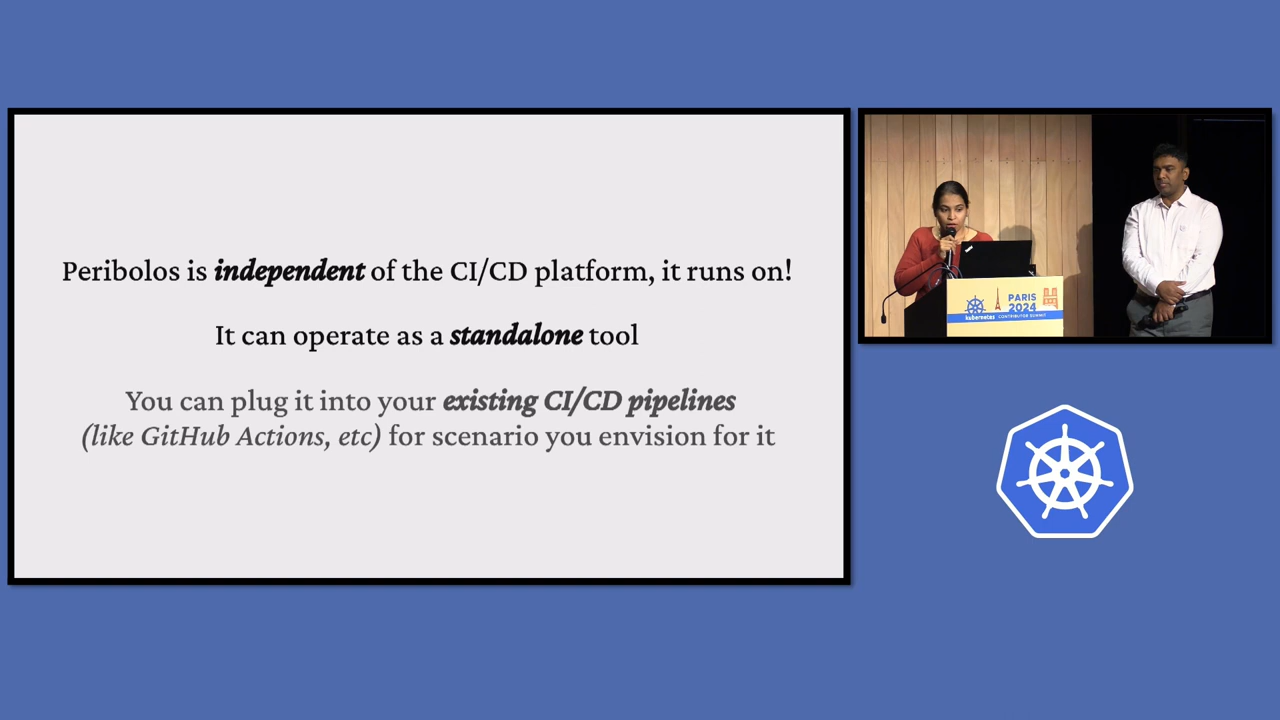 Peribolos is independent of the CI/CD platform, it runs on!
It can operate as a standalone tool
You can plug it into your existing CI/CD pipelines
(like GitHub Actions, etc) for scenario you envision for it
PARIS
2024
kubernetes CONTRIBUTOR SUMMIT